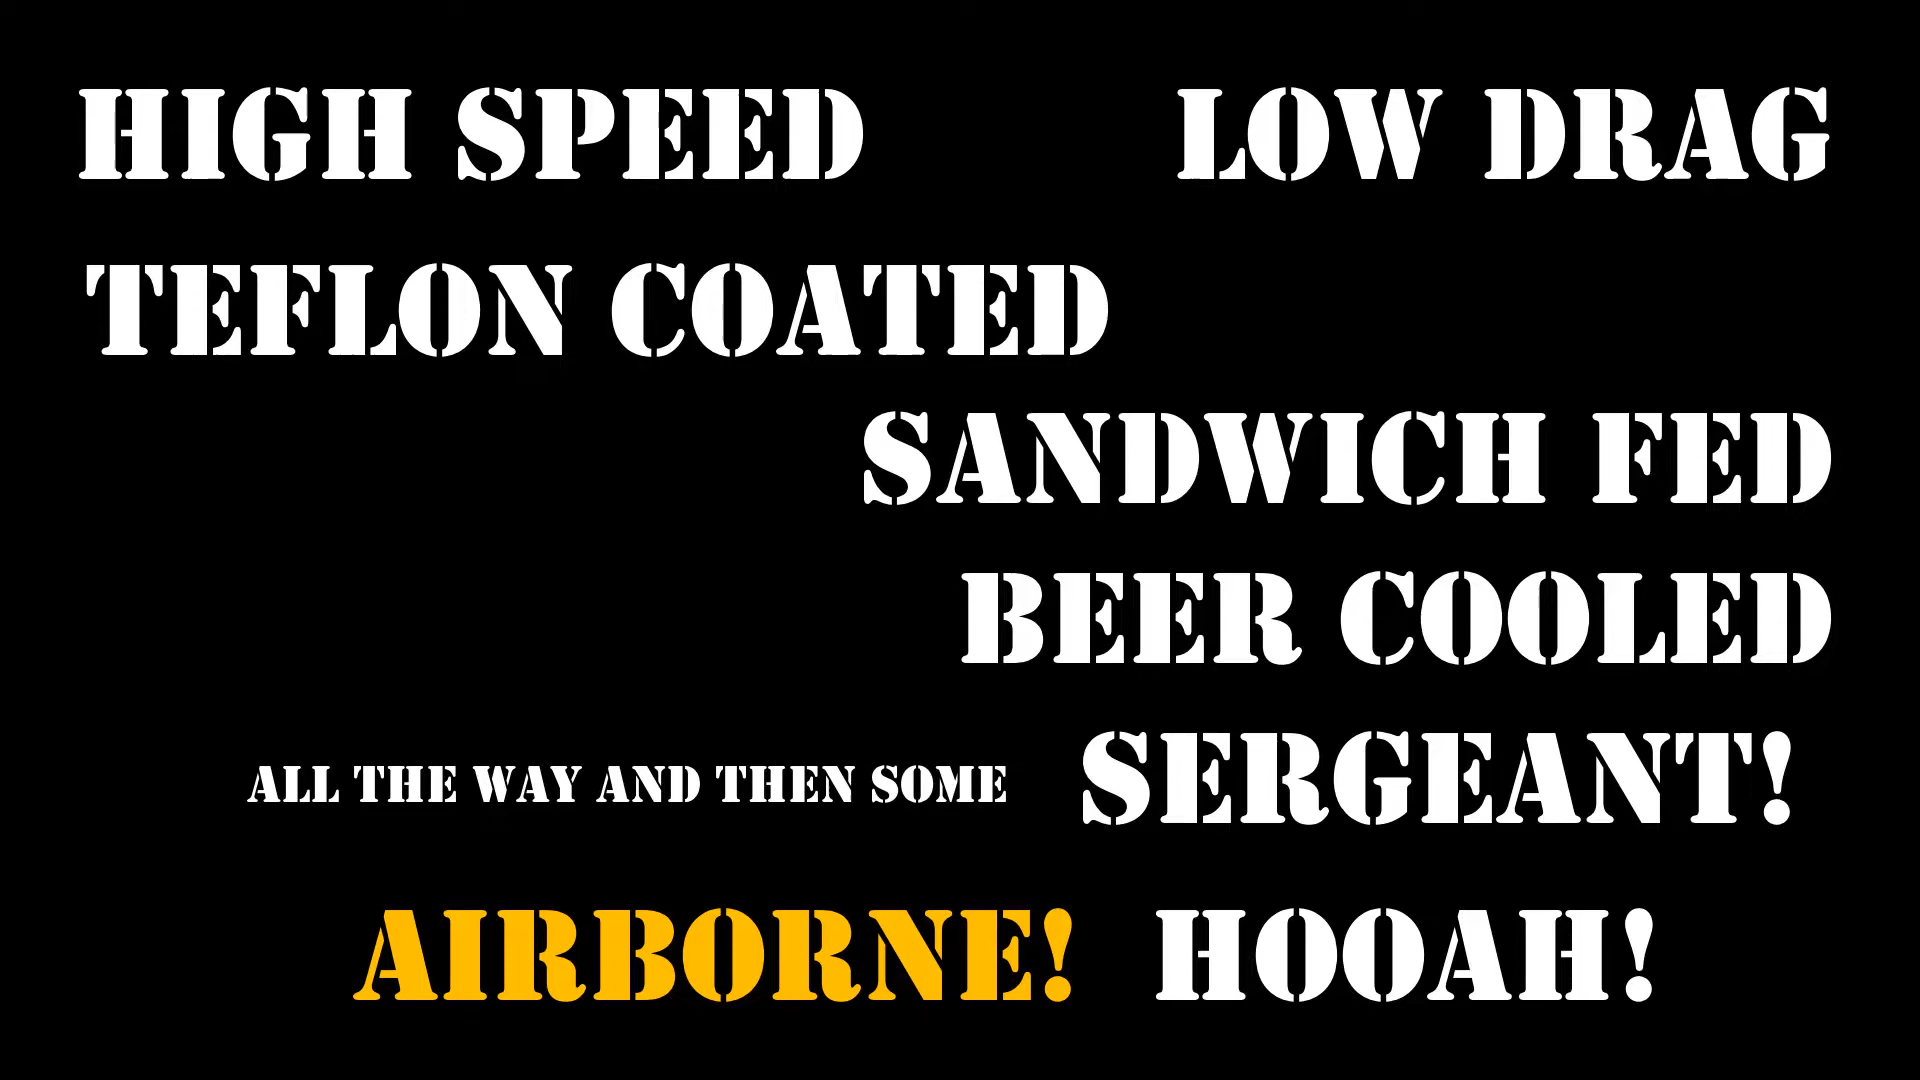 HIGH SPEED LOW DRAG
TEFLON COATED
SANDWICH FED
BEER COOLED
ALL THE WAY AND THEN SOME SERGEANT!
AIRBORNE! HOOAH!